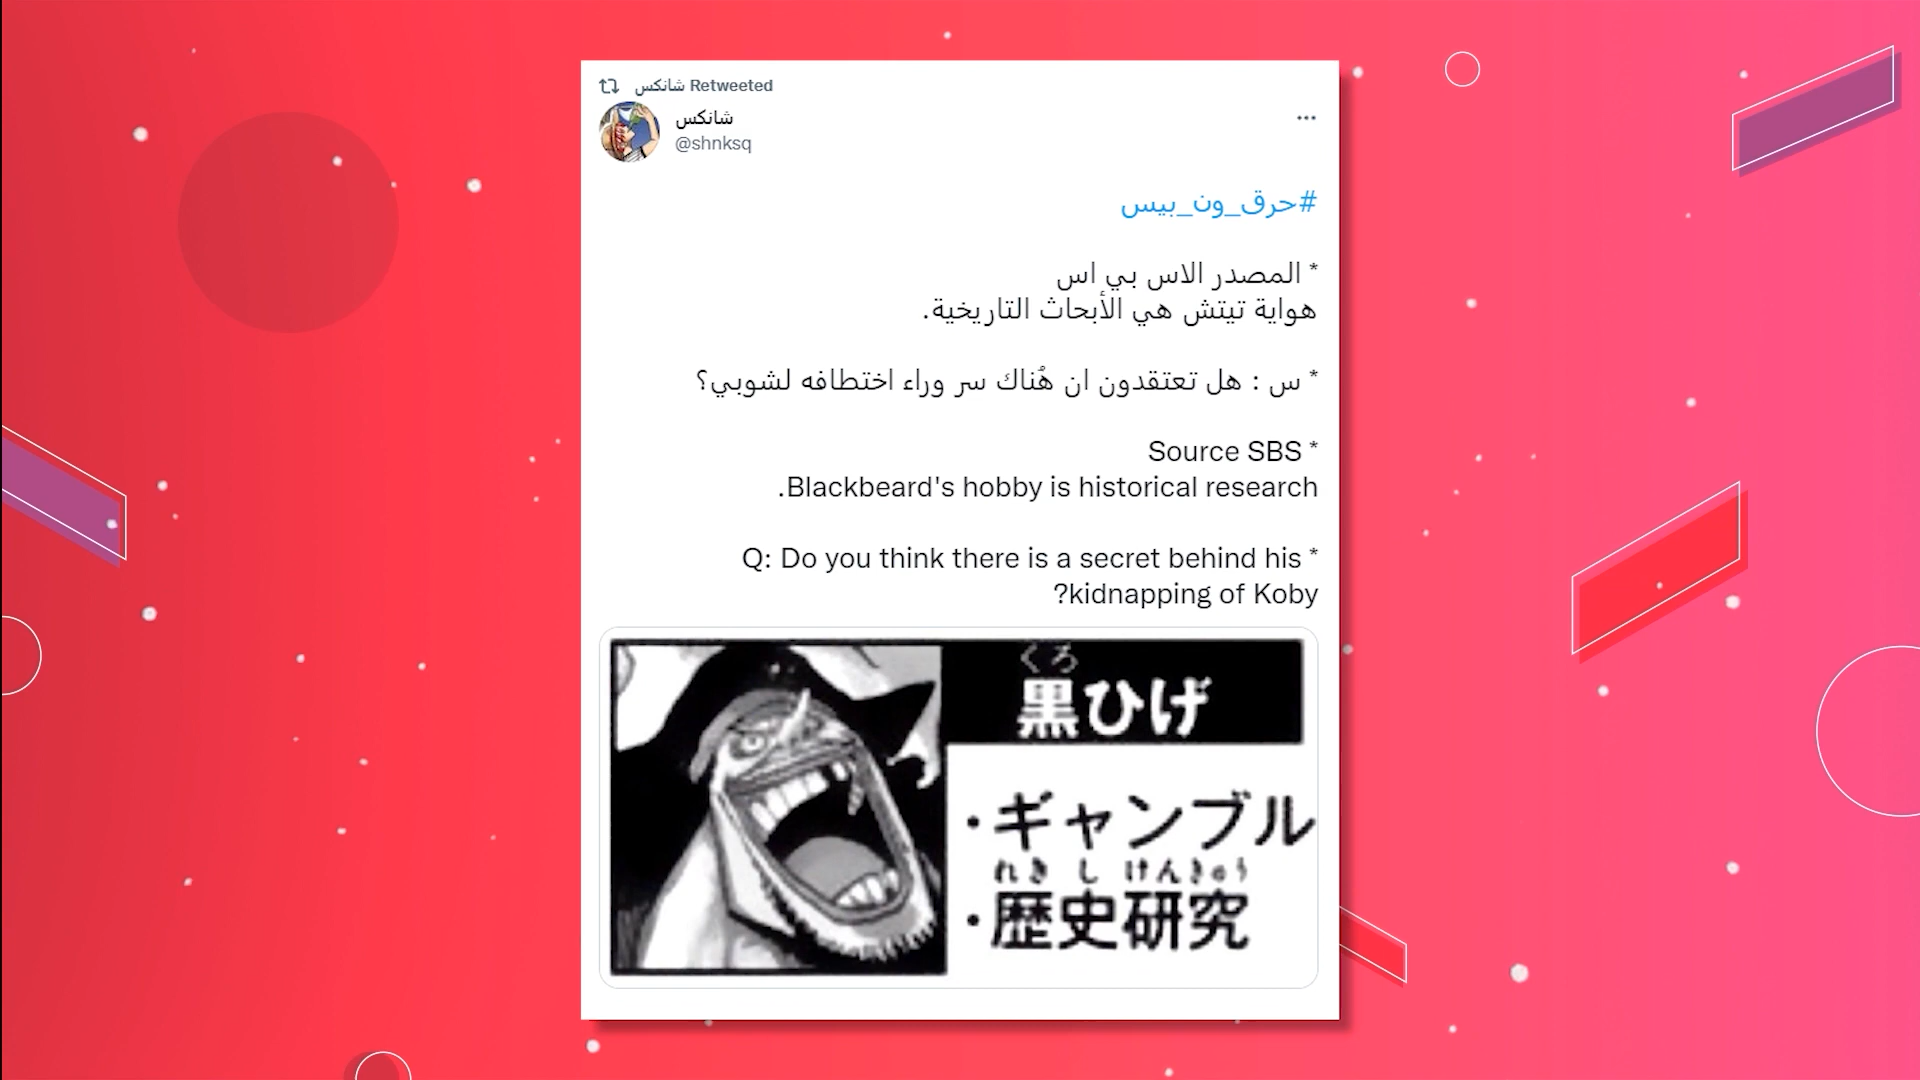 شانكس Retweeted
شانكس
@shnksq
#حرق_ون_بيس
* المصدر الاس بي اس
هواية تيتش هي الأبحاث التاريخية.
* س : هل تعتقدون ان هُناك سر وراء اختطافه لشوبي؟
* Source SBS
Blackbeard's hobby is historical research.
* Q: Do you think there is a secret behind his
kidnapping of Koby?
くろ
黒ひげ
・ギャンブル
れきしけんきゅう
・歴史研究